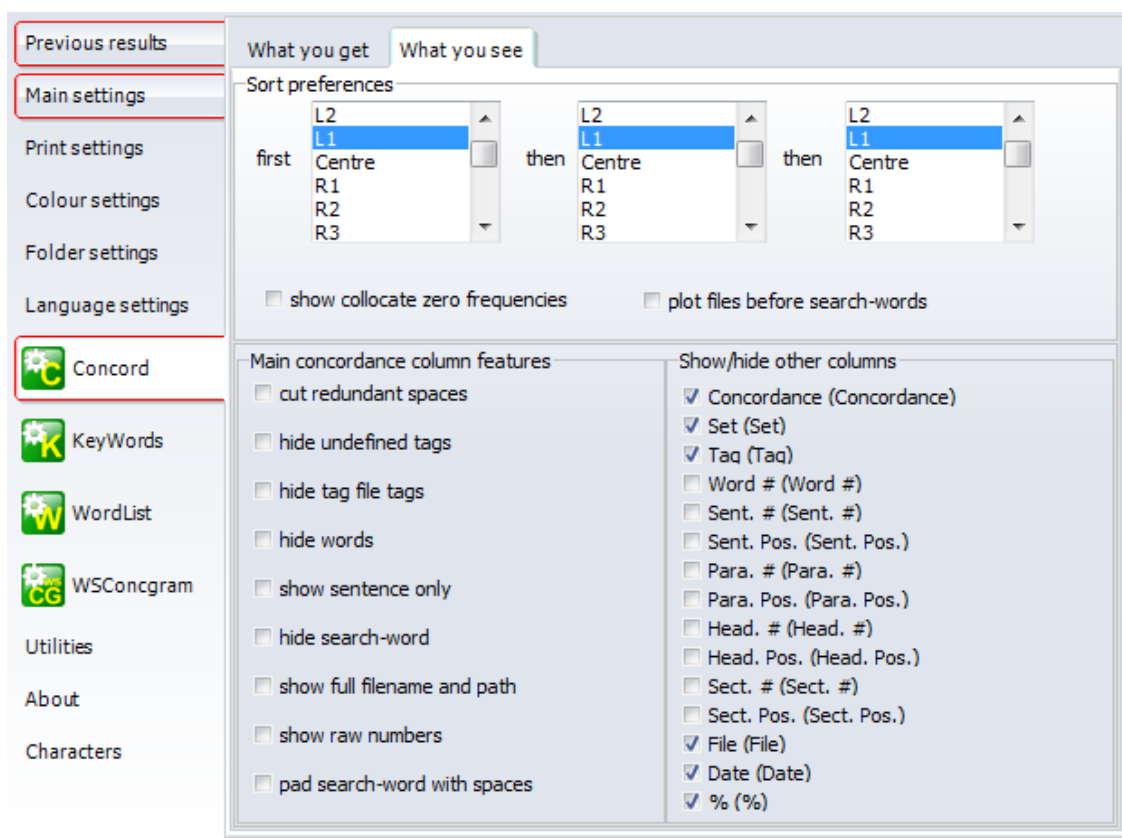 Previous results
Main settings
Print settings
Colour settings
Folder settings
Language settings
Concord
KeyWords
WordList
WSConcgram
Utilities
About
Characters
What you get
What you see
Sort preferences
first
L2
L1
Centre
R1
R2
R3
then
L2
L1
Centre
R1
R2
R3
then
L2
L1
Centre
R1
R2
R3
show collocate zero frequencies
plot files before search-words
Main concordance column features
cut redundant spaces
hide undefined tags
hide tag file tags
hide words
show sentence only
hide search-word
show full filename and path
show raw numbers
pad search-word with spaces
Show/hide other columns
Concordance (Concordance)
Set (Set)
Tag (Tag)
Word # (Word #)
Sent. # (Sent. #)
Sent. Pos. (Sent. Pos.)
Para. # (Para. #)
Para. Pos. (Para. Pos.)
Head. # (Head. #)
Head. Pos. (Head. Pos.)
Sect. # (Sect. #)
Sect. Pos. (Sect. Pos.)
File (File)
Date (Date)
% (%)
C
K
W
WS
CG